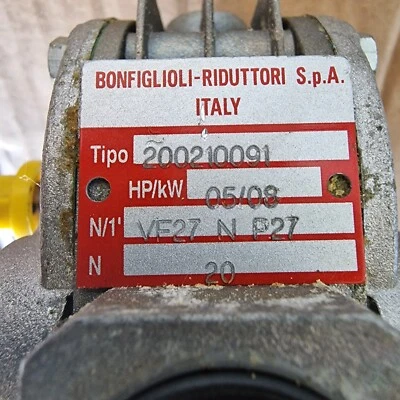 BONFIGLIOLI-RIDUTTORI S.p.A.
ITALY
Tipo 200210091
HP/kW 05/08
N/1' VF27 N P27
N 20